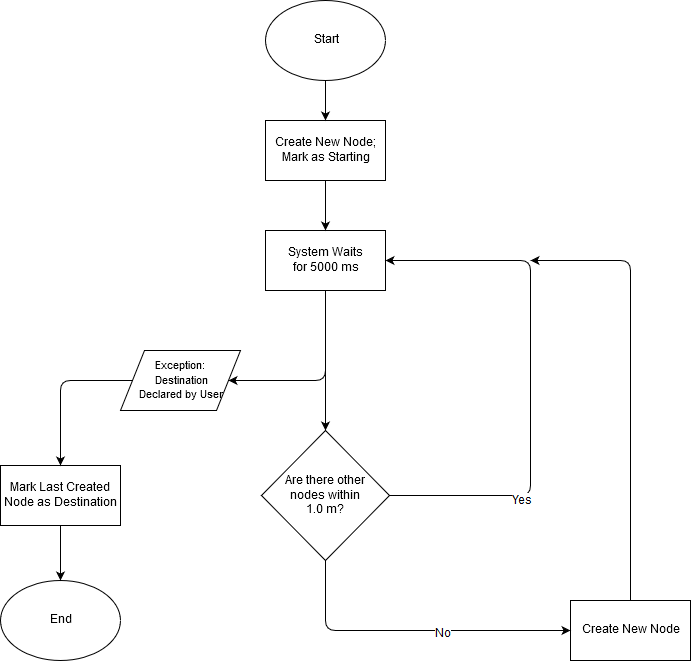 Start
Create New Node;
Mark as Starting
System Waits
for 5000 ms
Exception:
Destination
Declared by User
Are there other
nodes within
1.0 m?
Mark Last Created
Node as Destination
Yes
End
No
Create New Node